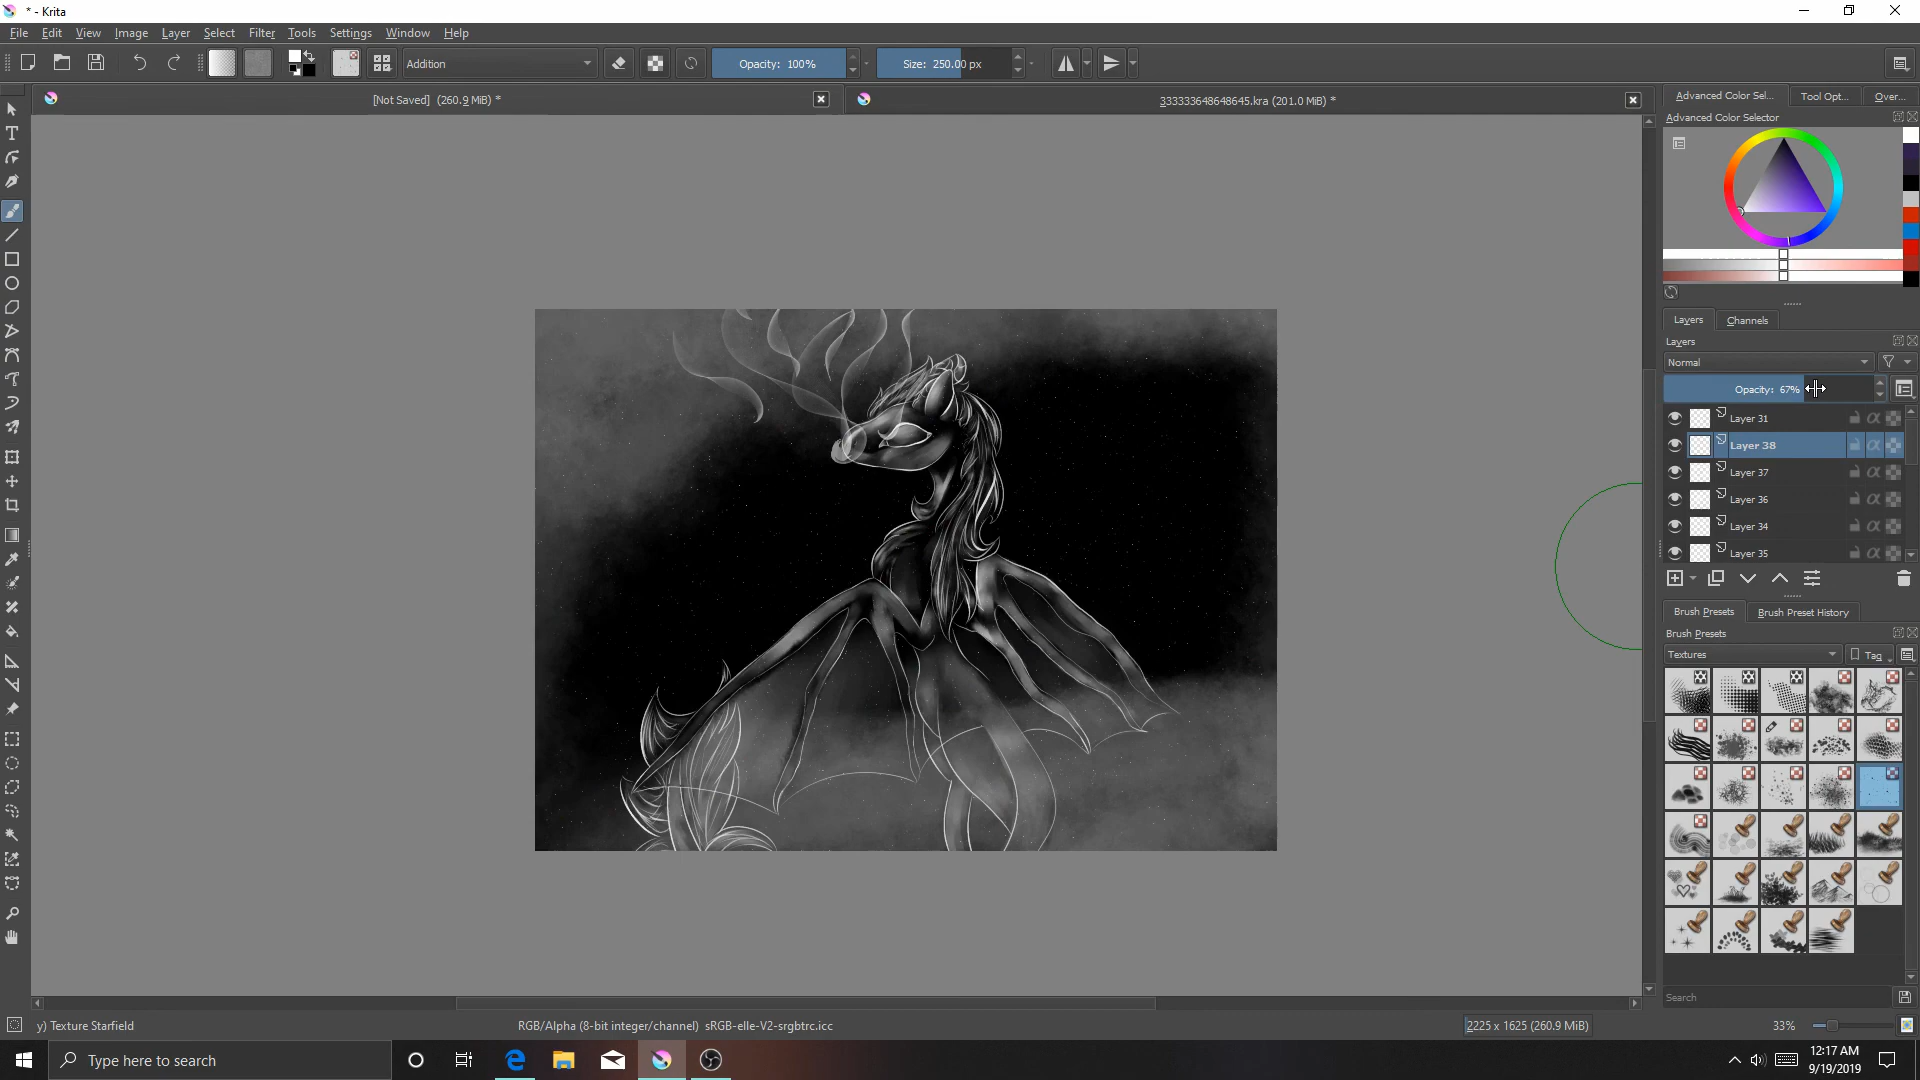 * - Krita
File Edit View Image Layer Select Filter Tools Settings Window Help
Addition Opacity: 100% Size: 250.00 px
[Not Saved] (260.9 MiB) * 333333648648645.kra (201.0 MiB) *
Advanced Color Sel... Tool Opt... Over...
Advanced Color Selector
Layers Channels
Layers
Normal
Opacity: 67%
Layer 31
Layer 38
Layer 37
Layer 36
Layer 34
Layer 35
Brush Presets Brush Preset History
Brush Presets
Textures Tag
Search
y) Texture Starfield RGB/Alpha (8-bit integer/channel) sRGB-elle-V2-srgbtrc.icc 2225 x 1625 (260.9 MiB) 33%
Type here to search
12:17 AM
9/19/2019